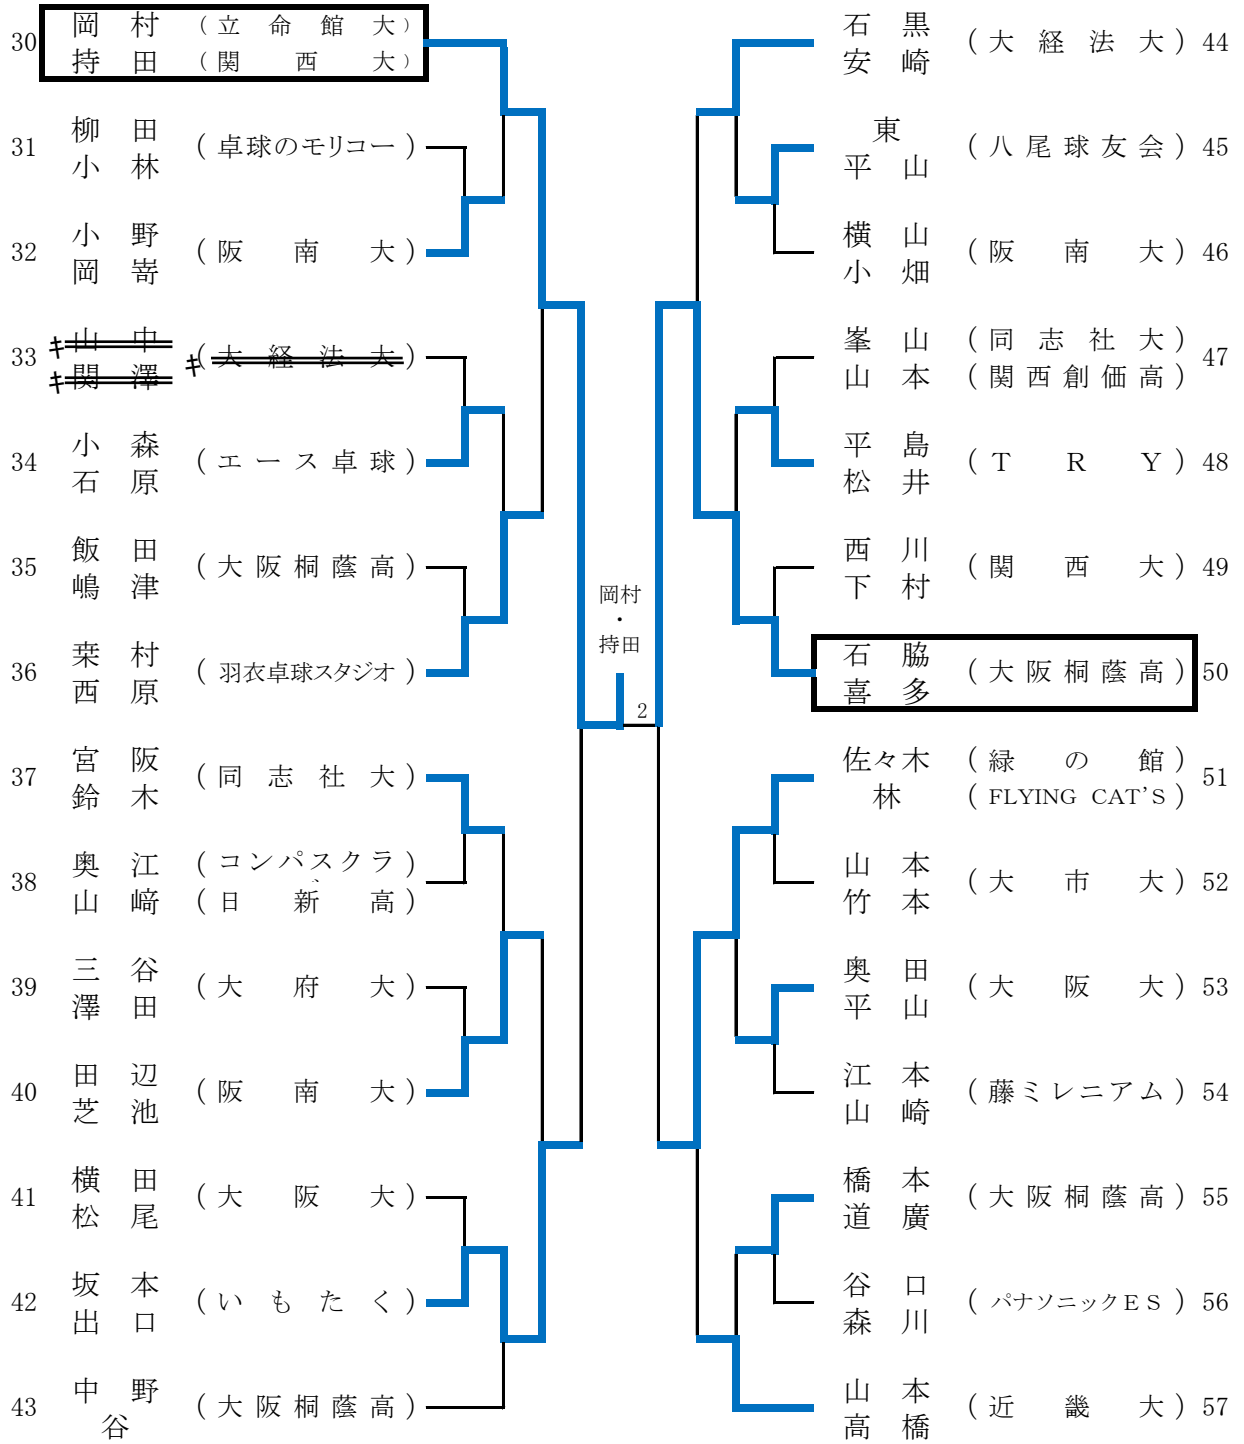 30 岡村 (立命館大)
持田 (関西大)
31 柳田 (卓球のモリコー)
小林
32 小野 (阪南大)
岡嵜
33 山中 (大経法大)
関澤
キ
キ
キ
34 小森 (エース卓球)
石原
35 飯田 (大阪桐蔭高)
嶋津
36 桒村 (羽衣卓球スタジオ)
西原
37 宮阪 (同志社大)
鈴木
38 奥江 (コンパスクラ)
山﨑 (日新高)
39 三谷 (大府大)
澤田
40 田辺 (阪南大)
芝池
41 横田 (大阪大)
松尾
42 坂本 (いもたく)
出口
43 中野 (大阪桐蔭高)
谷
岡村
・
持田
2
石黒 (大経法大) 44
安崎
東 (八尾球友会) 45
平山
横山 (阪南大) 46
小畑
峯山 (同志社大) 47
山本 (関西創価高)
平島 (TRY) 48
松井
西川 (関西大) 49
下村
石脇 (大阪桐蔭高) 50
喜多
佐々木 (緑の館) 51
林 (FLYING CAT'S)
山本 (大市大) 52
竹本
奥田 (大阪大) 53
平山
江本 (藤ミレニアム) 54
山崎
橋本 (大阪桐蔭高) 55
道廣
谷口 (パナソニックES) 56
森川
山本 (近畿大) 57
高橋